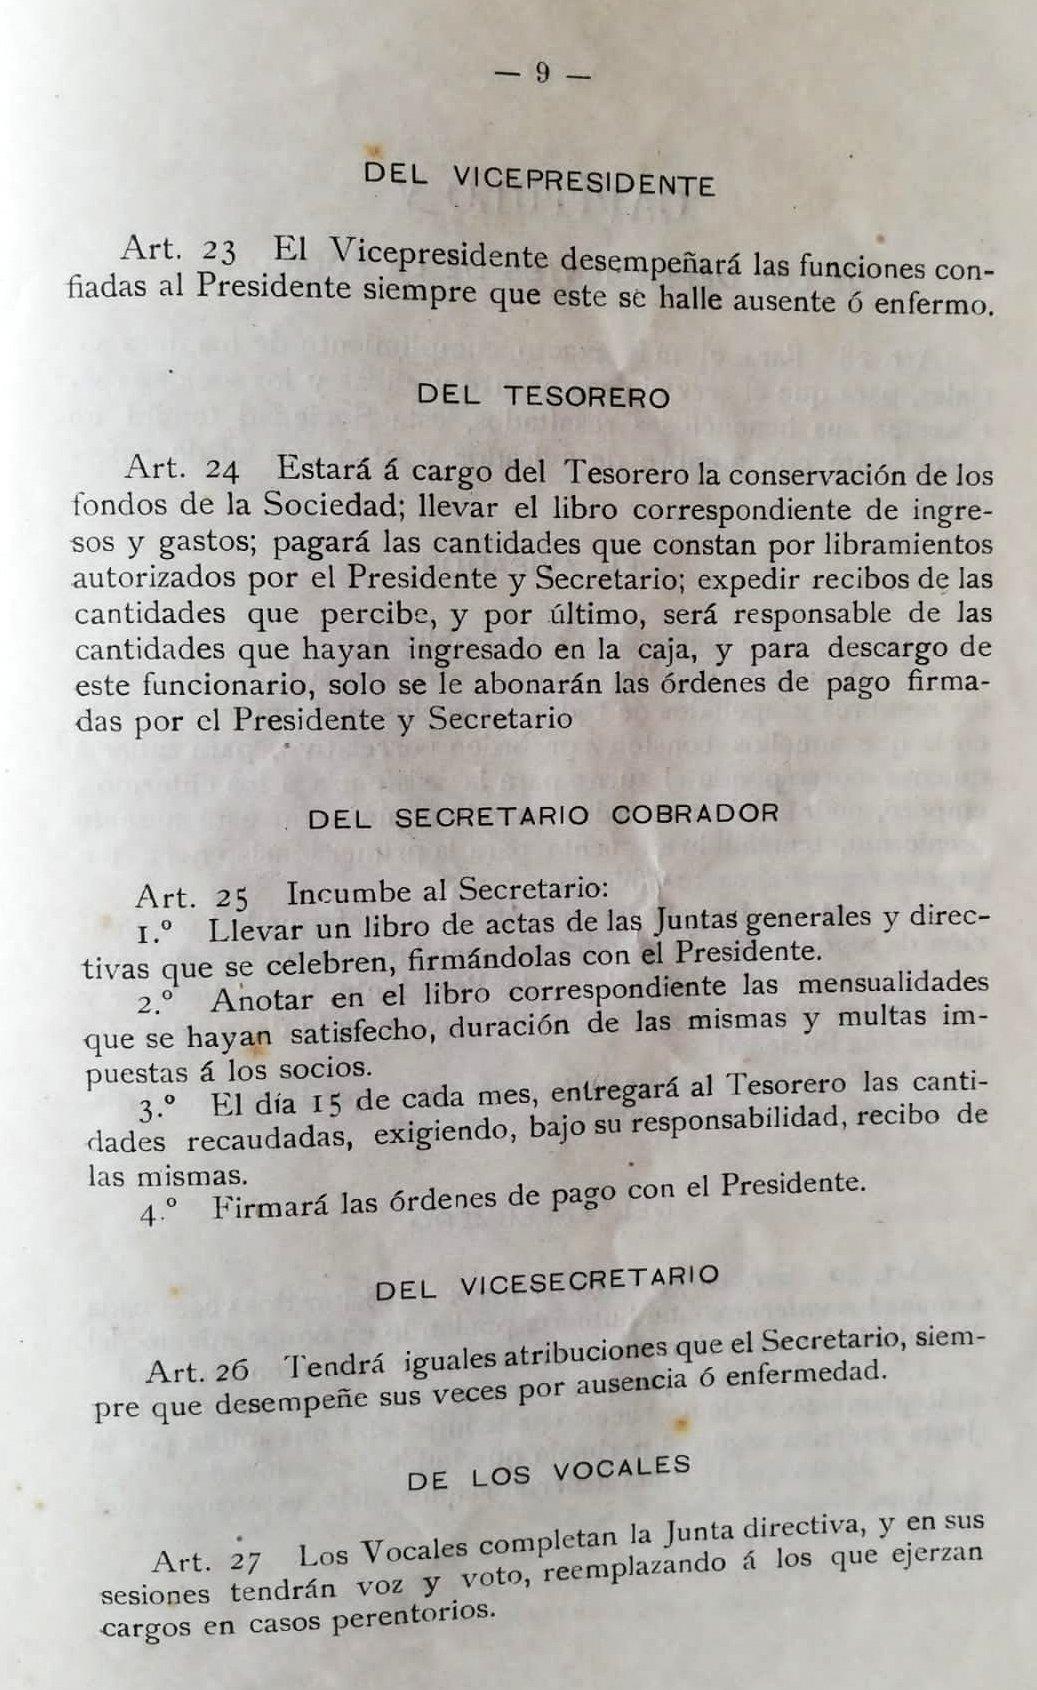 — 9 —
DEL VICEPRESIDENTE
Art. 23 El Vicepresidente desempeñará las funciones con-
fiadas al Presidente siempre que este se halle ausente ó enfermo.
DEL TESORERO
Art. 24 Estará á cargo del Tesorero la conservación de los
fondos de la Sociedad; llevar el libro correspondiente de ingre-
sos y gastos; pagará las cantidades que constan por libramientos
autorizados por el Presidente y Secretario; expedir recibos de las
cantidades que percibe, y por último, será responsable de las
cantidades que hayan ingresado en la caja, y para descargo de
este funcionario, solo se le abonarán las órdenes de pago firma-
das por el Presidente y Secretario
DEL SECRETARIO COBRADOR
Art. 25 Incumbe al Secretario:
1.º Llevar un libro de actas de las Juntas generales y direc-
tivas que se celebren, firmándolas con el Presidente.
2.º Anotar en el libro correspondiente las mensualidades
que se hayan satisfecho, duración de las mismas y multas im-
puestas á los socios.
3.º El día 15 de cada mes, entregará al Tesorero las canti-
dades recaudadas, exigiendo, bajo su responsabilidad, recibo de
las mismas.
4.º Firmará las órdenes de pago con el Presidente.
DEL VICESECRETARIO
Art. 26 Tendrá iguales atribuciones que el Secretario, siem-
pre que desempeñe sus veces por ausencia ó enfermedad.
DE LOS VOCALES
Art. 27 Los Vocales completan la Junta directiva, y en sus
sesiones tendrán voz y voto, reemplazando á los que ejerzan
cargos en casos perentorios.